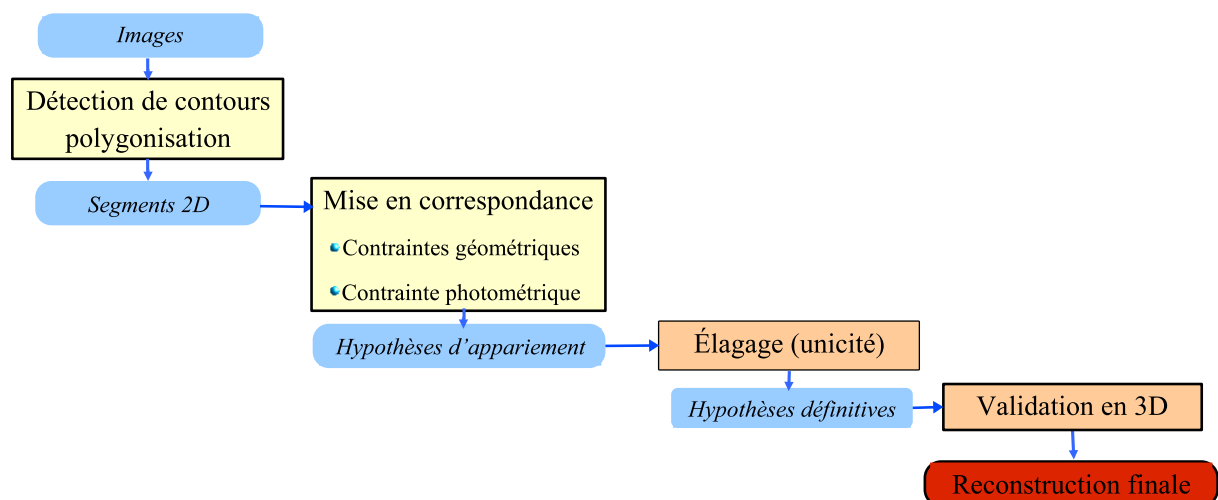 Images
Détection de contours
polygonisation
Segments 2D
Mise en correspondance
Contraintes géométriques
Contrainte photométrique
Hypothèses d’appariement
Élagage (unicité)
Hypothèses définitives
Validation en 3D
Reconstruction finale